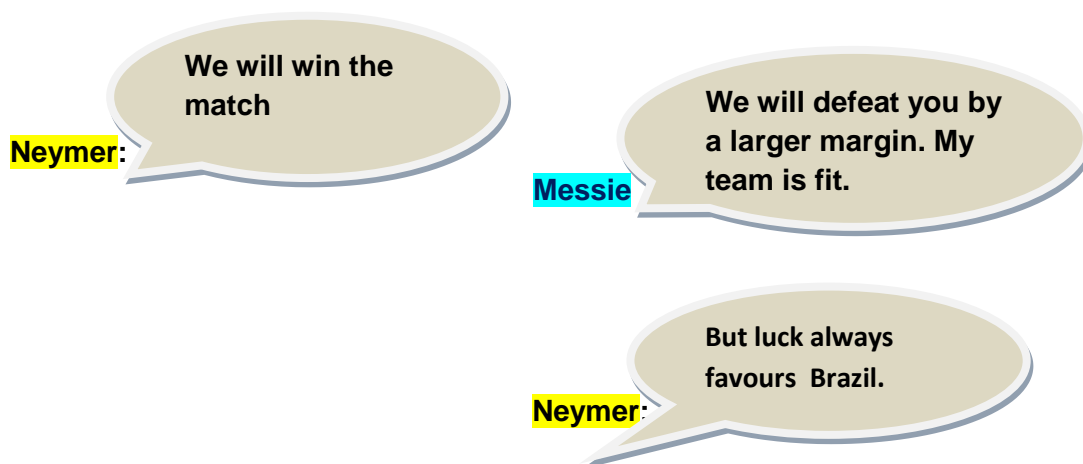 We will win the
match
Neymer:
We will defeat you by
a larger margin. My
team is fit.
Messie
But luck always
favours Brazil.
Neymer: